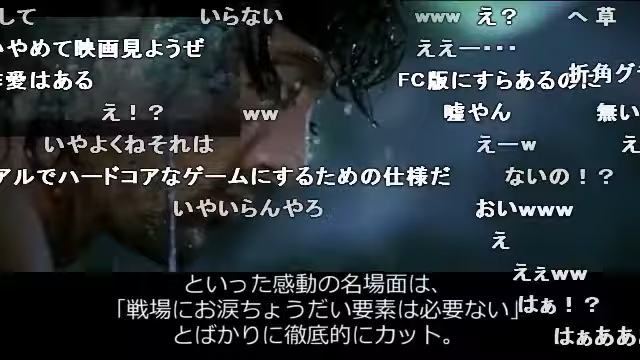 して いらない www え? へ 草
いやめて映画見ようぜ ええー・・・
愛はある FC版にすらあるのに 折角グラ
え!? ww 嘘やん 無い
いやよくねそれは えーw え
アルでハードコアなゲームにするための仕様だ ないの!?
いやいらんやろ おいwww
え
えぇww
といった感動の名場面は、
「戦場にお涙ちょうだい要素は必要ない」 はぁ!?
とばかりに徹底的にカット。 はぁああ